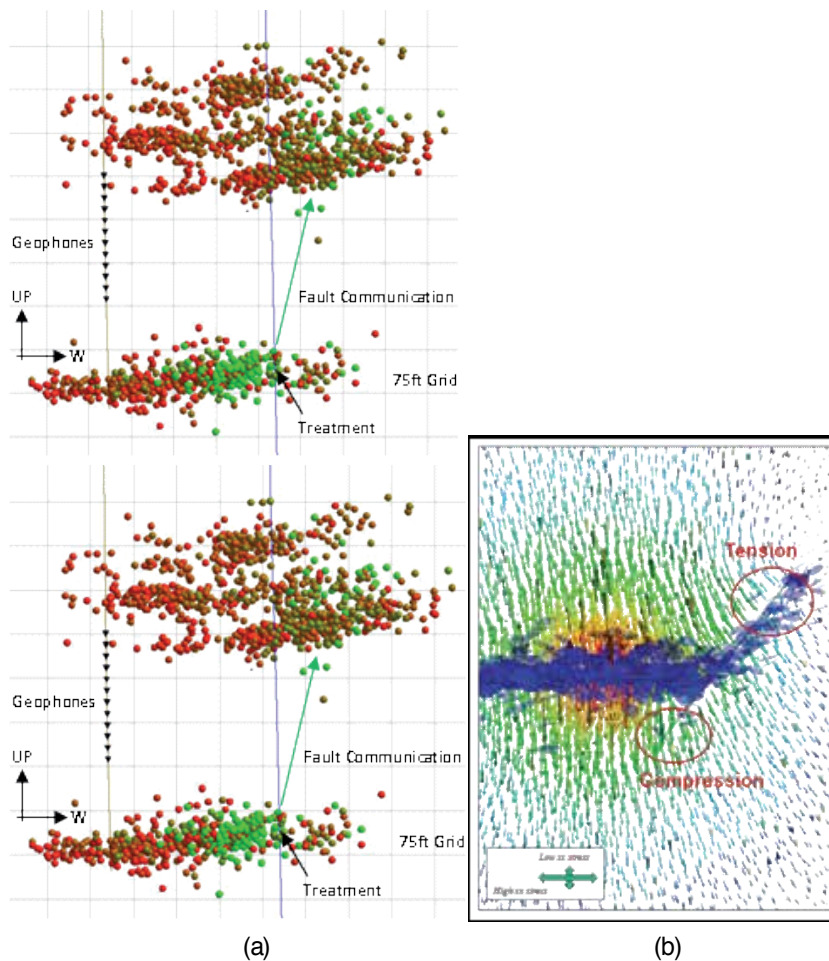 Geophones
UP
W
Fault Communication
75ft Grid
Treatment
Geophones
UP
W
Fault Communication
75ft Grid
Treatment
(a)
Tension
Compression
Low xx stress
High xx stress
(b)